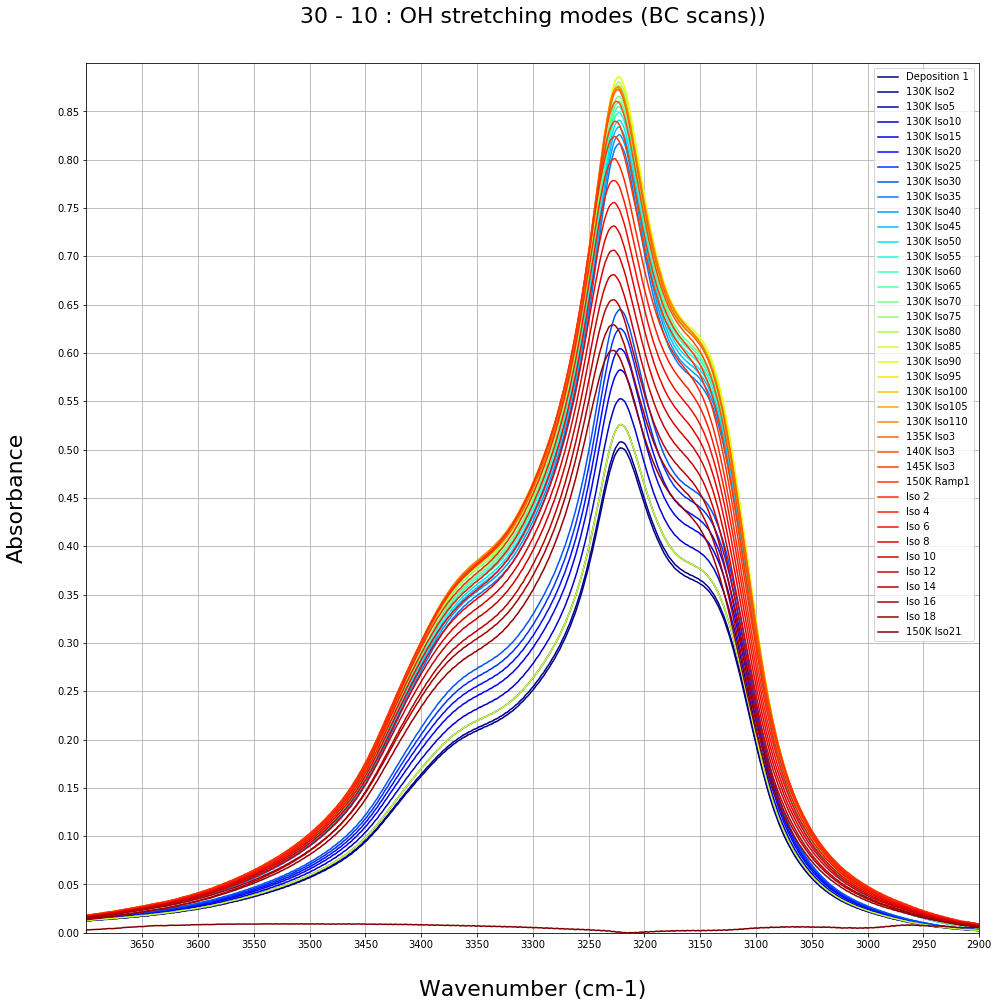 30 - 10 : OH stretching modes (BC scans))
Absorbance
0.85
0.80
0.75
0.70
0.65
0.60
0.55
0.50
0.45
0.40
0.35
0.30
0.25
0.20
0.15
0.10
0.05
0.00
Deposition 1
130K Iso2
130K Iso5
130K Iso10
130K Iso15
130K Iso20
130K Iso25
130K Iso30
130K Iso35
130K Iso40
130K Iso45
130K Iso50
130K Iso55
130K Iso60
130K Iso65
130K Iso70
130K Iso75
130K Iso80
130K Iso85
130K Iso90
130K Iso95
130K Iso100
130K Iso105
130K Iso110
135K Iso3
140K Iso3
145K Iso3
150K Ramp1
Iso 2
Iso 4
Iso 6
Iso 8
Iso 10
Iso 12
Iso 14
Iso 16
Iso 18
150K Iso21
3650 3600 3550 3500 3450 3400 3350 3300 3250 3200 3150 3100 3050 3000 2950 2900
Wavenumber (cm-1)